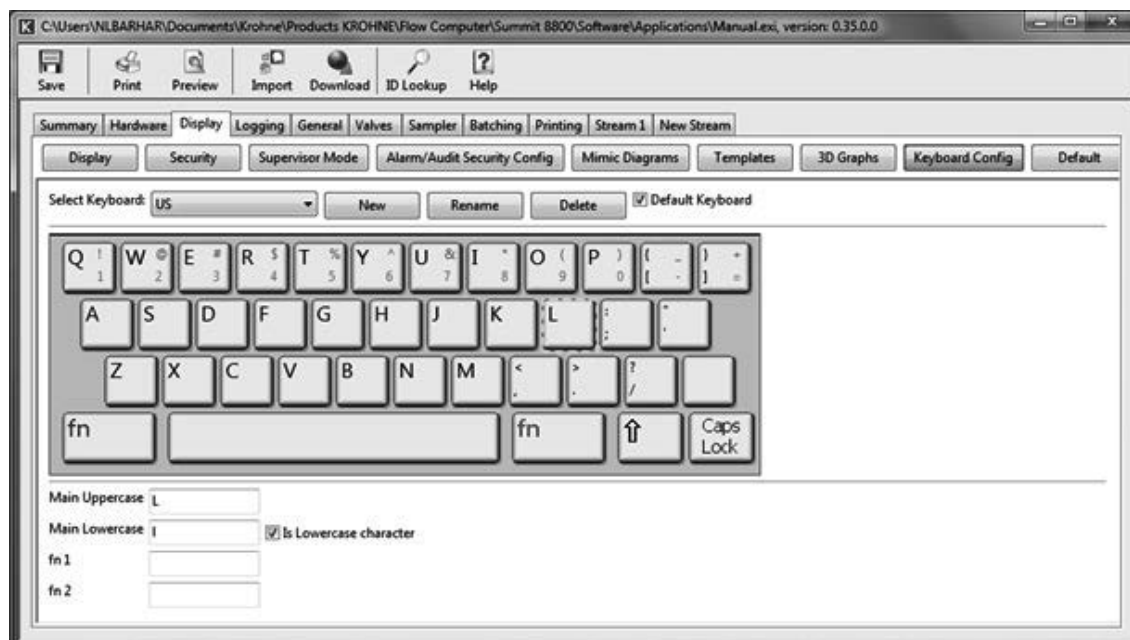 C:\Users\NLBARHAR\Documents\Krohne\Products KROHNE\Flow Computer\Summit 8800\Software\Applications\Manual.exi, version: 0.35.0.0
Save Print Preview Import Download ID Lookup Help
Summary Hardware Display Logging General Valves Sampler Batching Printing Stream 1 New Stream
Display Security Supervisor Mode Alarm/Audit Security Config Mimic Diagrams Templates 3D Graphs Keyboard Config Default
Select Keyboard: US New Rename Delete Default Keyboard
Q ! 1 W @ 2 E # 3 R $ 4 T % 5 Y ^ 6 U & 7 I * 8 O ( 9 P ) 0 { [ _ - } ] + =
A S D F G H J K L : ; " '
Z X C V B N M < , > . ? /
fn fn ⇧ Caps Lock
Main Uppercase L
Main Lowercase l Is Lowercase character
fn 1
fn 2